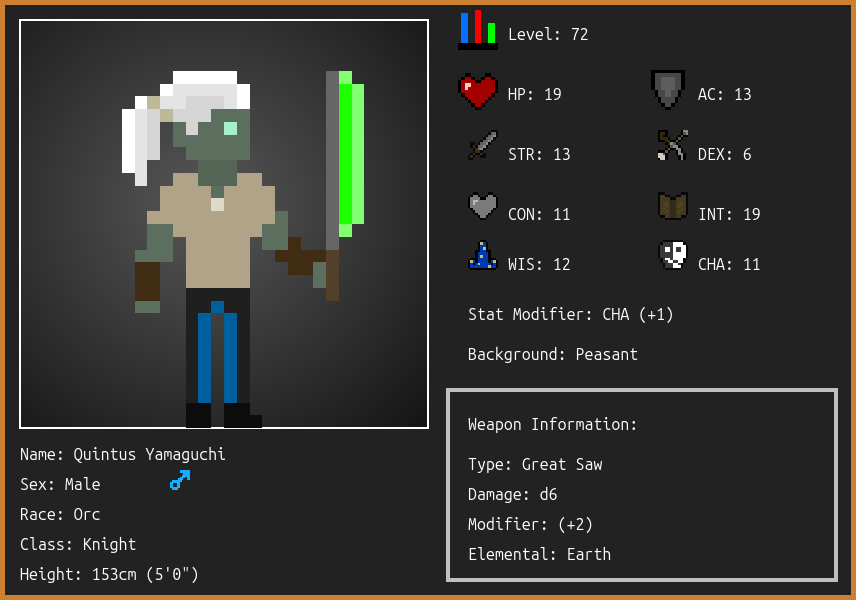 Level: 72
HP: 19
AC: 13
STR: 13
DEX: 6
CON: 11
INT: 19
WIS: 12
CHA: 11
Stat Modifier: CHA (+1)
Background: Peasant
Weapon Information:
Type: Great Saw
Damage: d6
Modifier: (+2)
Elemental: Earth
Name: Quintus Yamaguchi
Sex: Male
Race: Orc
Class: Knight
Height: 153cm (5'0")